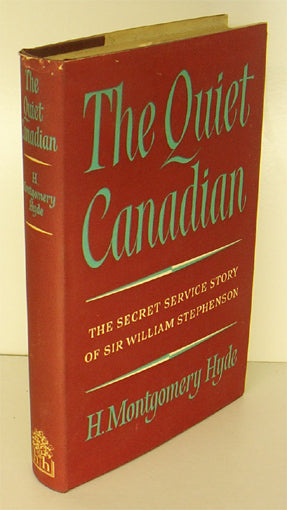 The
Quiet
Canadian
H.
Montgomery
Hyde
The Quiet
Canadian
THE SECRET SERVICE STORY
OF SIR WILLIAM STEPHENSON
H. Montgomery Hyde